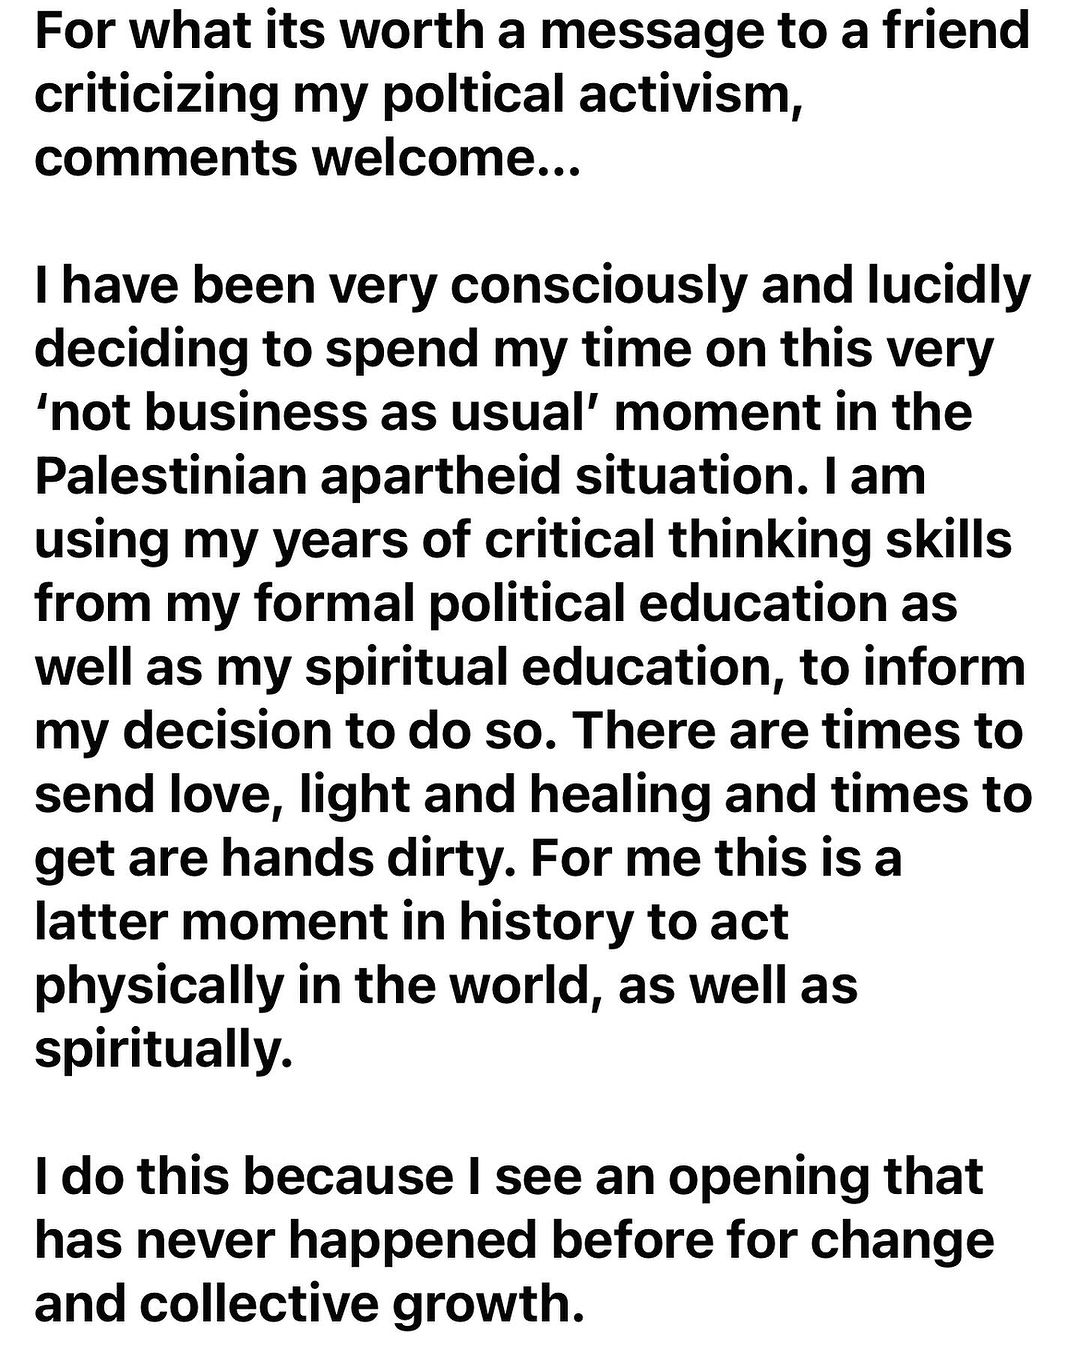 For what its worth a message to a friend
criticizing my poltical activism,
comments welcome...
I have been very consciously and lucidly
deciding to spend my time on this very
‘not business as usual’ moment in the
Palestinian apartheid situation. I am
using my years of critical thinking skills
from my formal political education as
well as my spiritual education, to inform
my decision to do so. There are times to
send love, light and healing and times to
get are hands dirty. For me this is a
latter moment in history to act
physically in the world, as well as
spiritually.
I do this because I see an opening that
has never happened before for change
and collective growth.